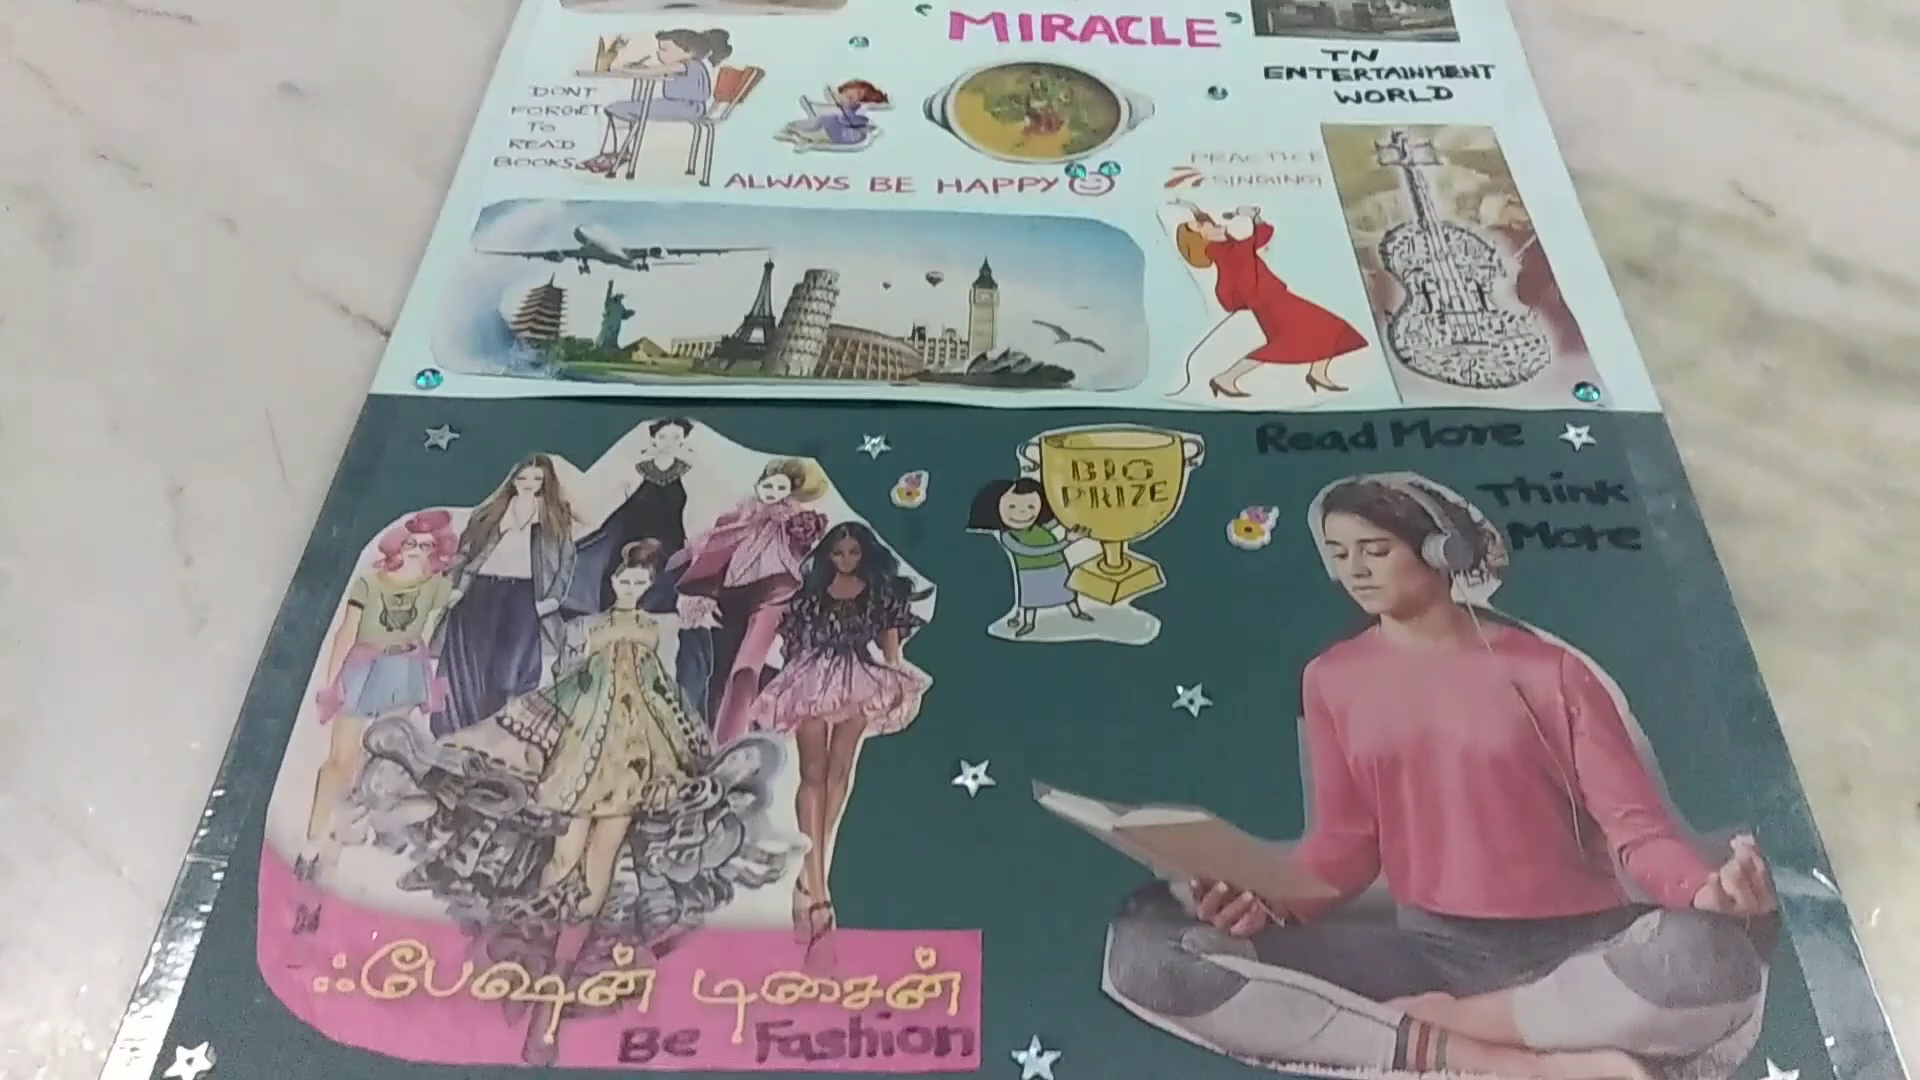 “MIRACLE”
TN
ENTERTAINMENT
WORLD
DONT
FORGET
TO
READ
BOOKS
ALWAYS BE HAPPY
PRACTICE
SINGING!
Read More
Think
More
BIG
PRIZE
ஃபேஷன் டிசைன்
Be Fashion